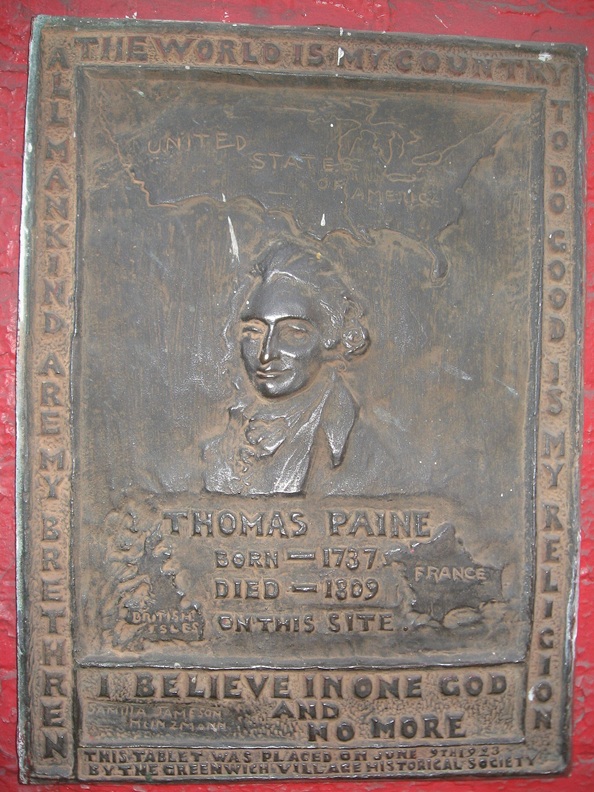 THE WORLD IS MY COUNTRY
ALL MANKIND ARE MY BRETHREN
TO DO GOOD IS MY RELIGION
UNITED
STATES
OF AMERICA
THOMAS PAINE
BORN — 1737
DIED — 1809
ON THIS SITE.
BRITISH
ISLES
FRANCE
I BELIEVE IN ONE GOD
AND
NO MORE
HEINZMANN
THIS TABLET WAS PLACED ON JUNE 9TH 1923
BY THE GREENWICH VILLAGE HISTORICAL SOCIETY